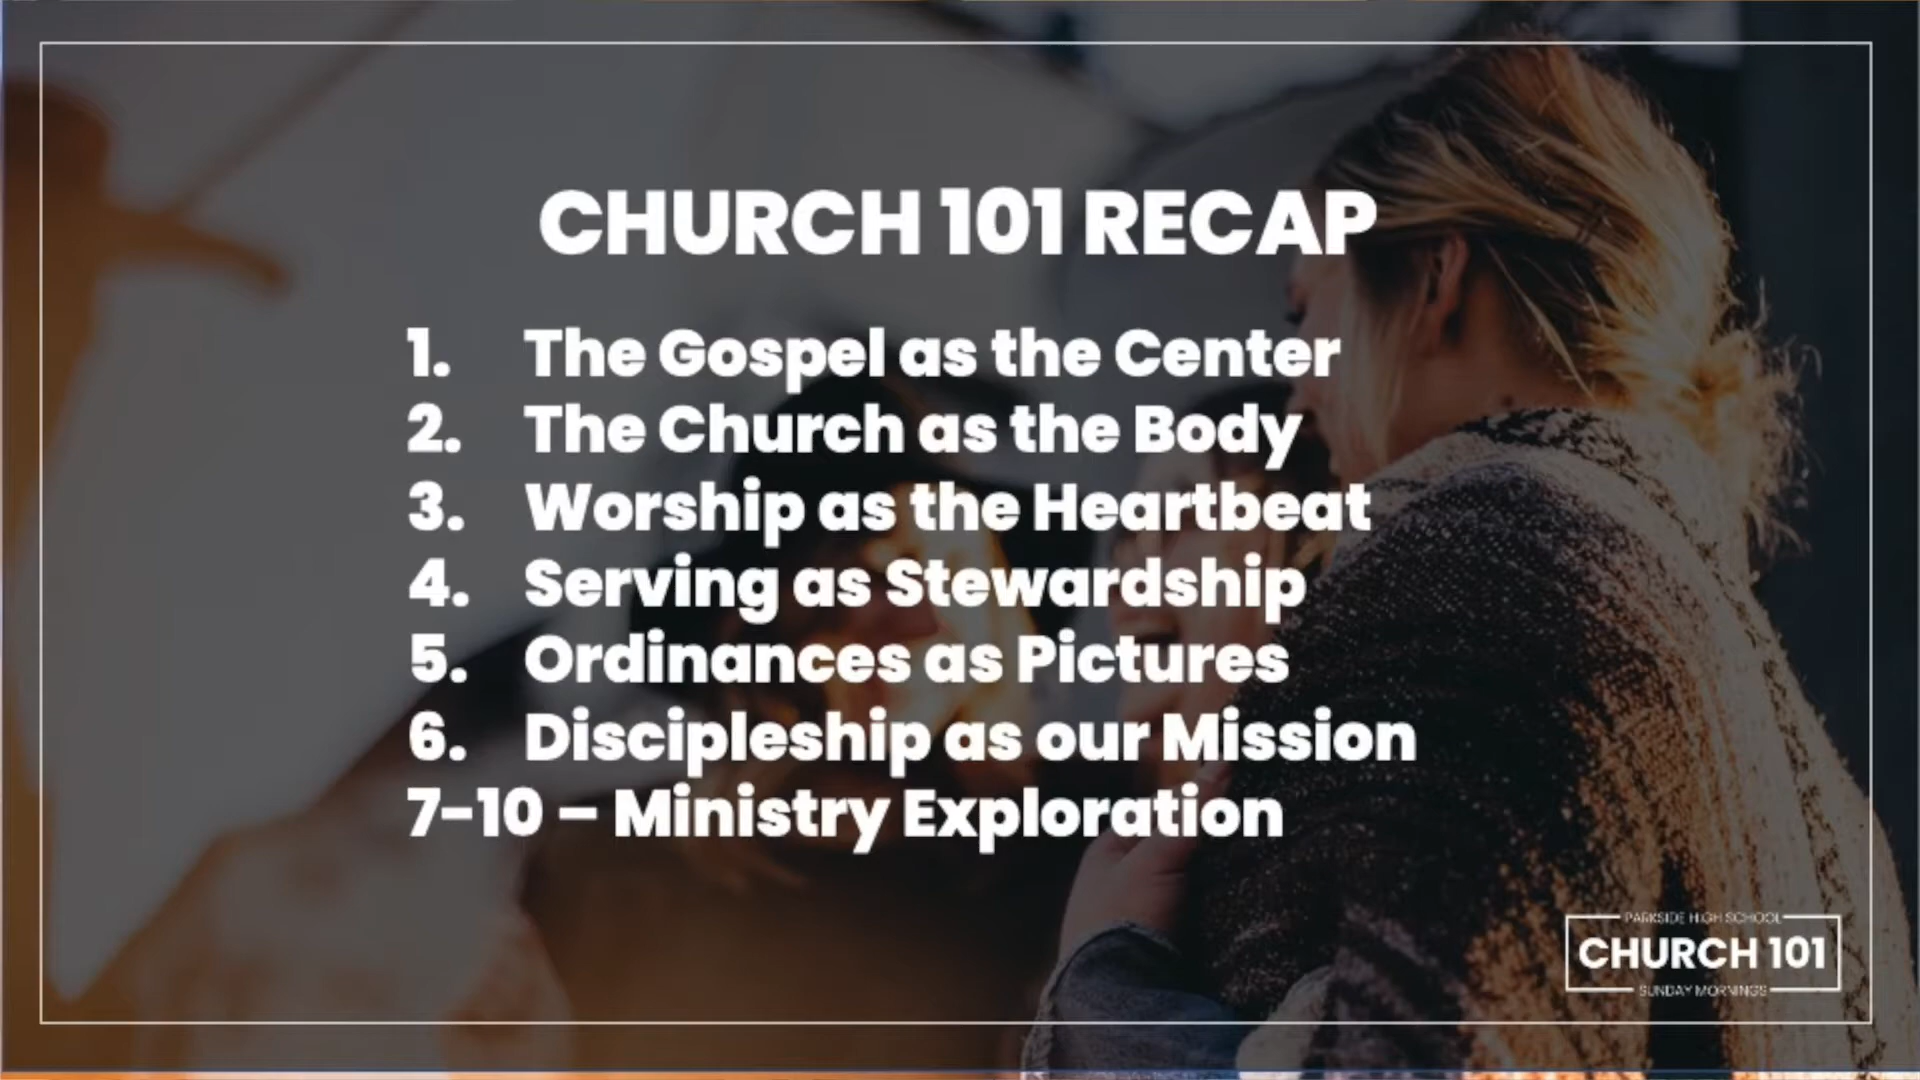 CHURCH 101 RECAP
1. The Gospel as the Center
2. The Church as the Body
3. Worship as the Heartbeat
4. Serving as Stewardship
5. Ordinances as Pictures
6. Discipleship as our Mission
7-10 – Ministry Exploration
PARKSIDE HIGH SCHOOL
CHURCH 101
SUNDAY MORNINGS